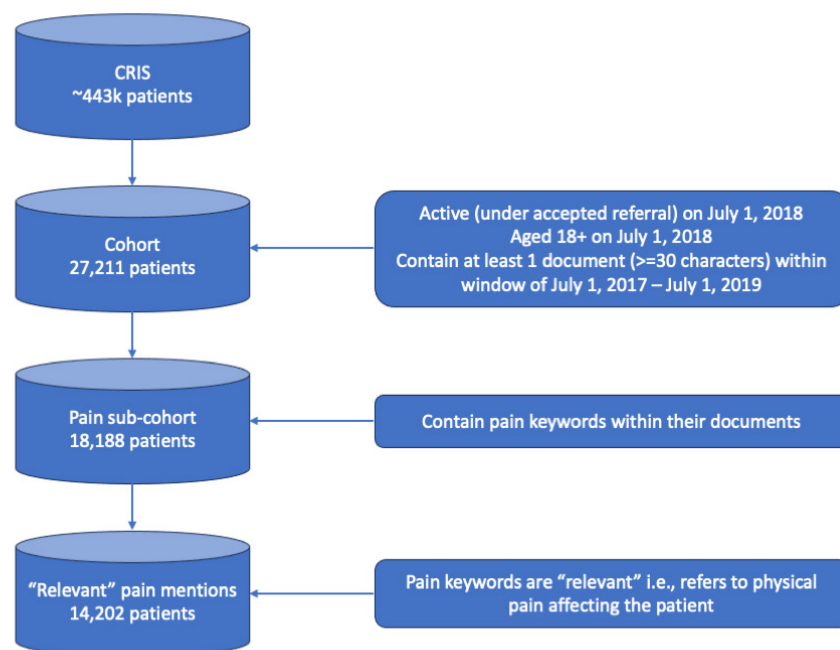 CRIS
~443k patients
Cohort
27,211 patients
Active (under accepted referral) on July 1, 2018
Aged 18+ on July 1, 2018
Contain at least 1 document (>=30 characters) within
window of July 1, 2017 – July 1, 2019
Pain sub-cohort
18,188 patients
Contain pain keywords within their documents
“Relevant” pain mentions
14,202 patients
Pain keywords are “relevant” i.e., refers to physical
pain affecting the patient